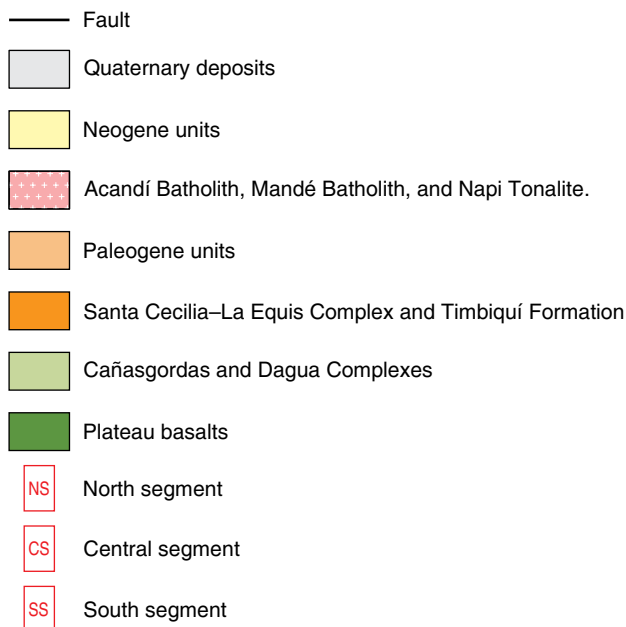 Fault
Quaternary deposits
Neogene units
Acandí Batholith, Mandé Batholith, and Napi Tonalite.
Paleogene units
Santa Cecilia–La Equis Complex and Timbiquí Formation
Cañasgordas and Dagua Complexes
Plateau basalts
NS North segment
CS Central segment
SS South segment